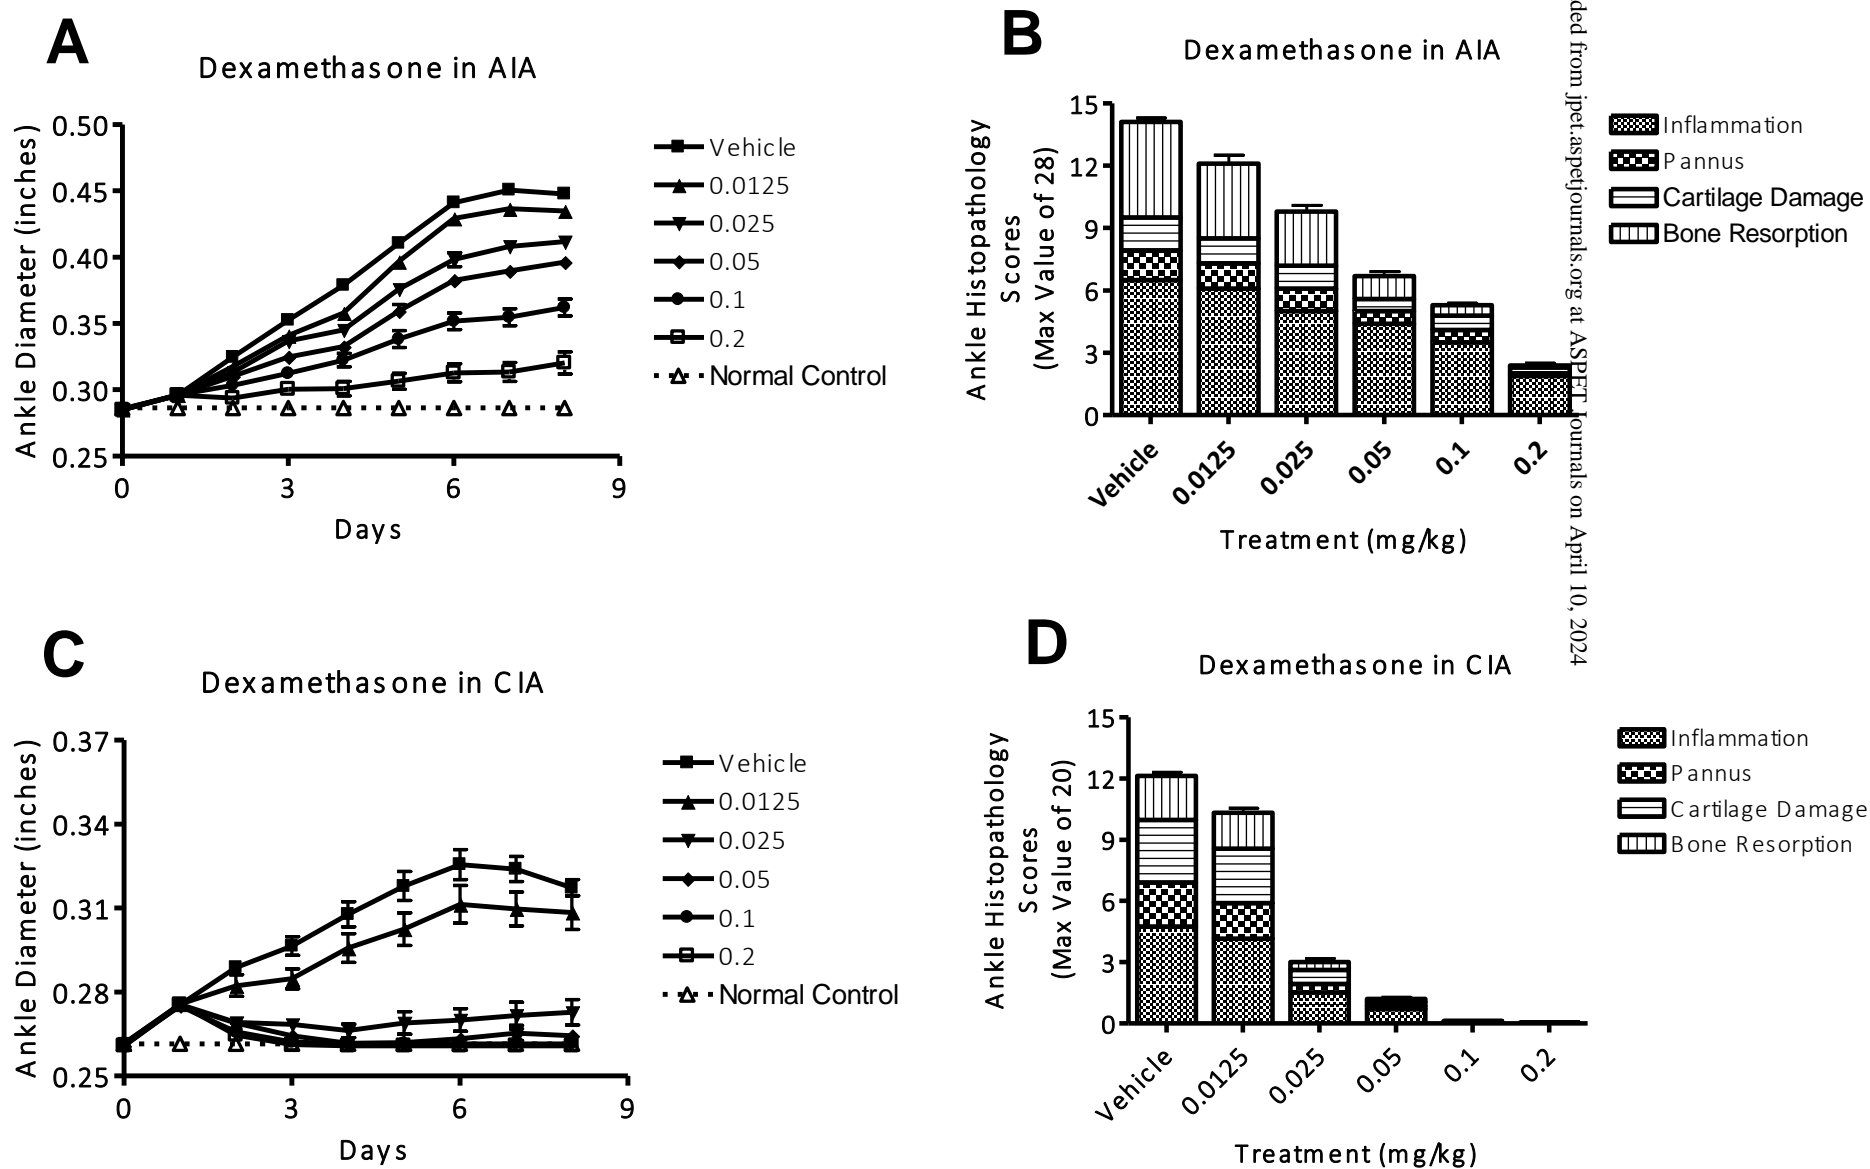 A
Dexamethasone in AIA
Ankle Diameter (inches)
0.50
0.45
0.40
0.35
0.30
0.25
0
3
6
9
Days
Vehicle
0.0125
0.025
0.05
0.1
0.2
Normal Control
B
Dexamethasone in AIA
Ankle Histopathology
Scores
(Max Value of 28)
15
12
9
6
3
0
Vehicle
0.0125
0.025
0.05
0.1
0.2
Treatment (mg/kg)
Inflammation
Pannus
Cartilage Damage
Bone Resorption
ded from jpet.aspetjournals.org at ASPET Journals on April 10, 2024
C
Dexamethasone in CIA
Ankle Diameter (inches)
0.37
0.34
0.31
0.28
0.25
0
3
6
9
Days
Vehicle
0.0125
0.025
0.05
0.1
0.2
Normal Control
D
Dexamethasone in CIA
Ankle Histopathology
Scores
(Max Value of 20)
15
12
9
6
3
0
Vehicle
0.0125
0.025
0.05
0.1
0.2
Treatment (mg/kg)
Inflammation
Pannus
Cartilage Damage
Bone Resorption